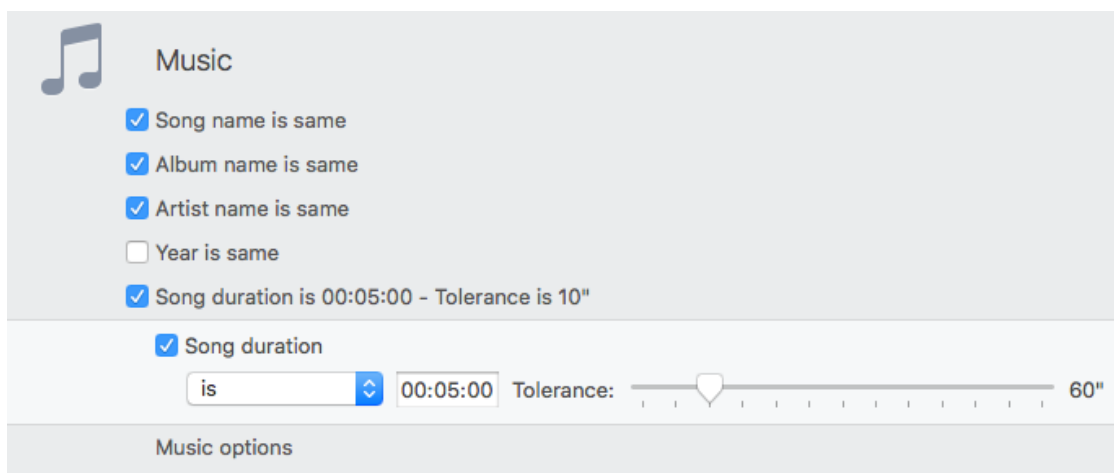 Music
Song name is same
Album name is same
Artist name is same
Year is same
Song duration is 00:05:00 - Tolerance is 10"
Song duration
is 00:05:00 Tolerance: 60"
Music options